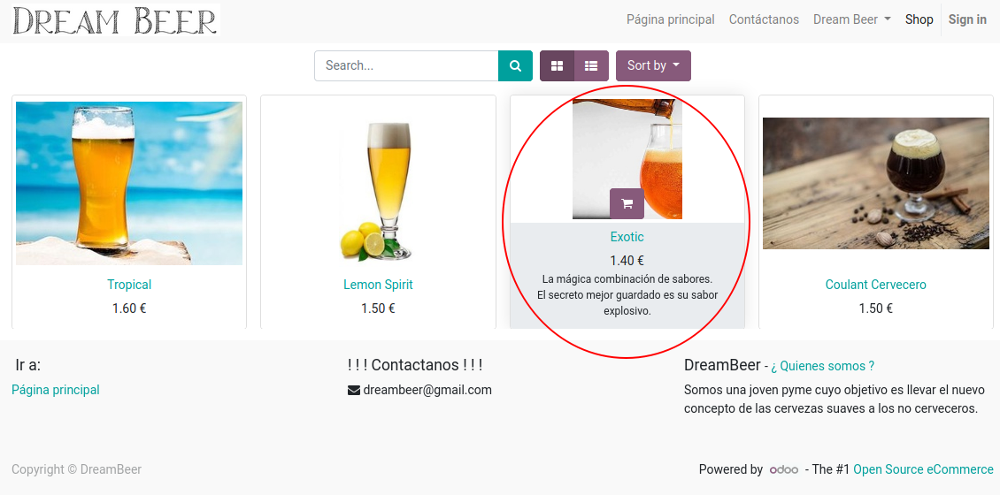 DREAM BEER
Página principal Contáctanos Dream Beer Shop Sign in
Search...
Sort by
Tropical
1.60 €
Lemon Spirit
1.50 €
Exotic
1.40 €
La mágica combinación de sabores.
El secreto mejor guardado es su sabor
explosivo.
Coulant Cervecero
1.50 €
Ir a:
Página principal
! ! ! Contactanos ! ! !
dreambeer@gmail.com
DreamBeer - ¿ Quienes somos ?
Somos una joven pyme cuyo objetivo es llevar el nuevo
concepto de las cervezas suaves a los no cerveceros.
Copyright © DreamBeer
Powered by odoo - The #1 Open Source eCommerce